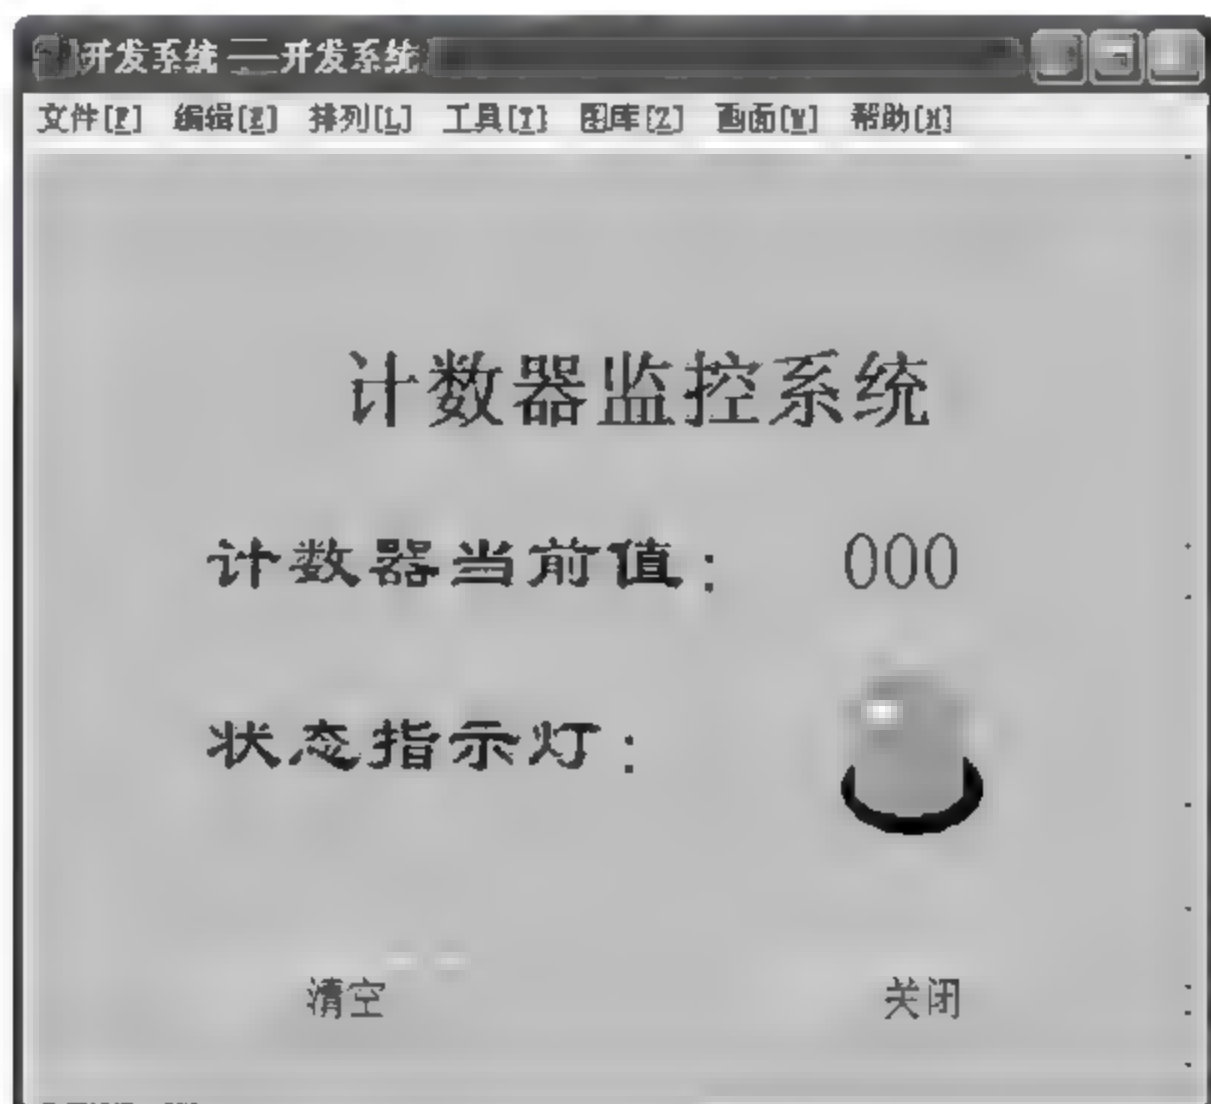 开发系统 ——开发系统
文件[F] 编辑[E] 排列[L] 工具[T] 图库[Z] 画面[W] 帮助[H]
计数器监控系统
计数器当前值: 000
状态指示灯:
清空 关闭